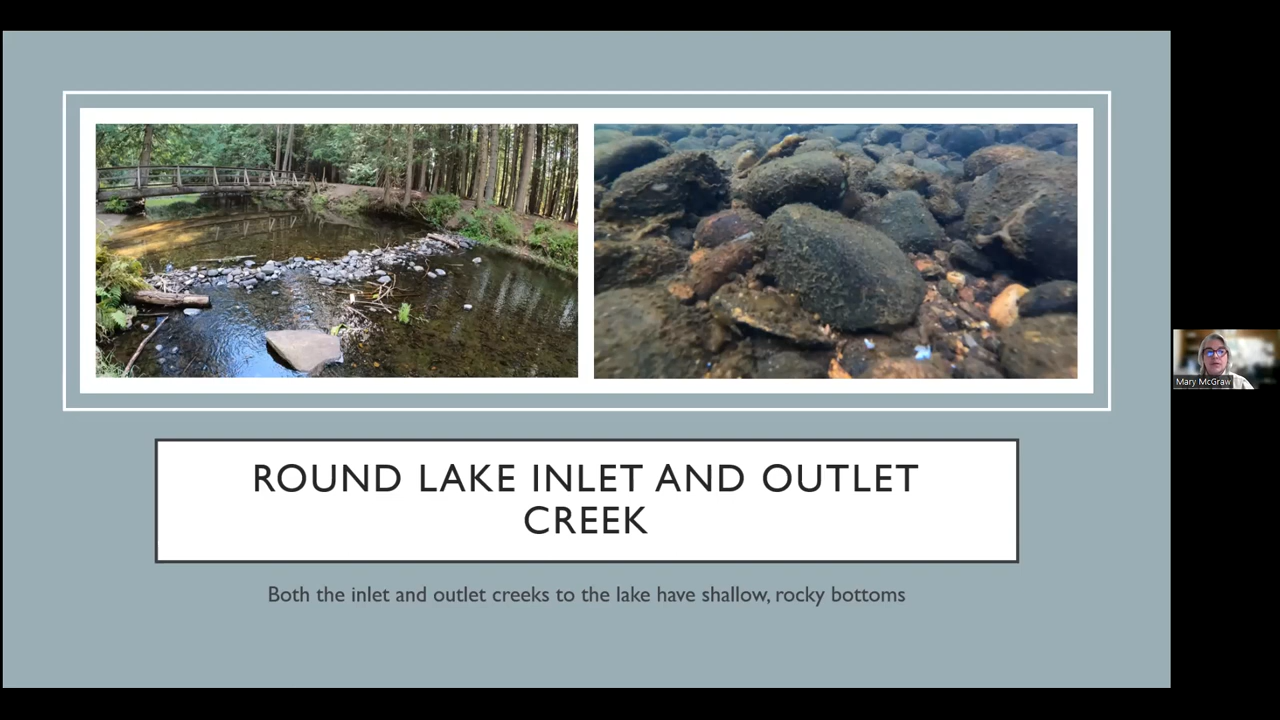 ROUND LAKE INLET AND OUTLET
CREEK
Both the inlet and outlet creeks to the lake have shallow, rocky bottoms
Mary McGraw